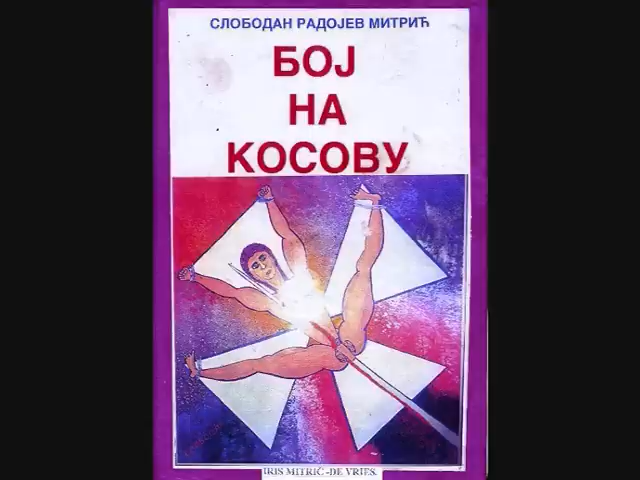 СЛОБОДАН РАДОЈЕВ МИТРИЋ
БОЈ
НА
КОСОВУ
IRIS MITRIĆ -DE VRIES.